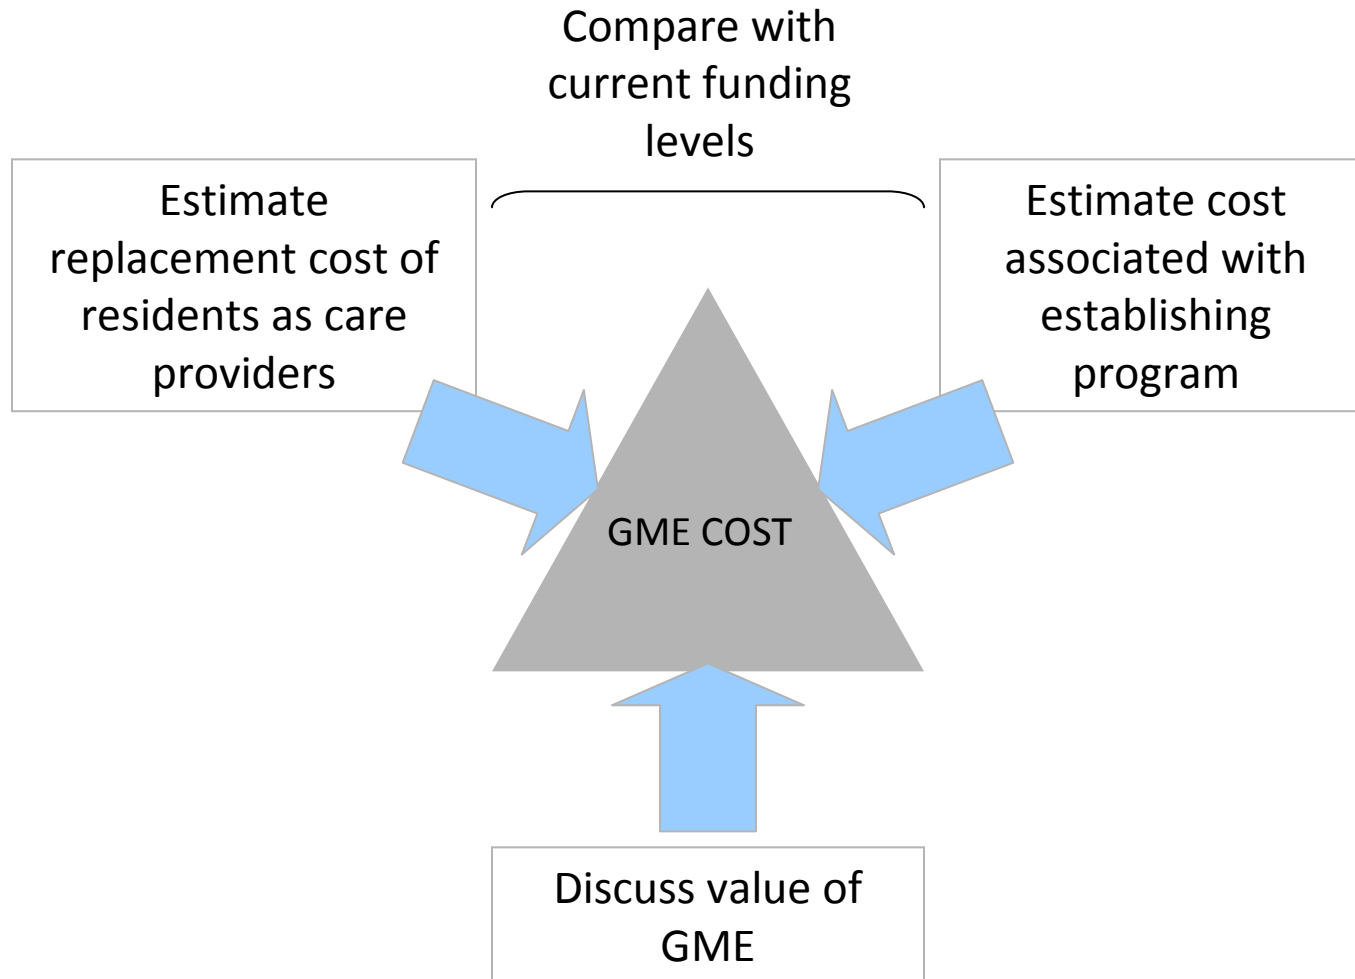 Compare with
current funding
levels
Estimate
replacement cost of
residents as care
providers
Estimate cost
associated with
establishing
program
GME COST
Discuss value of
GME